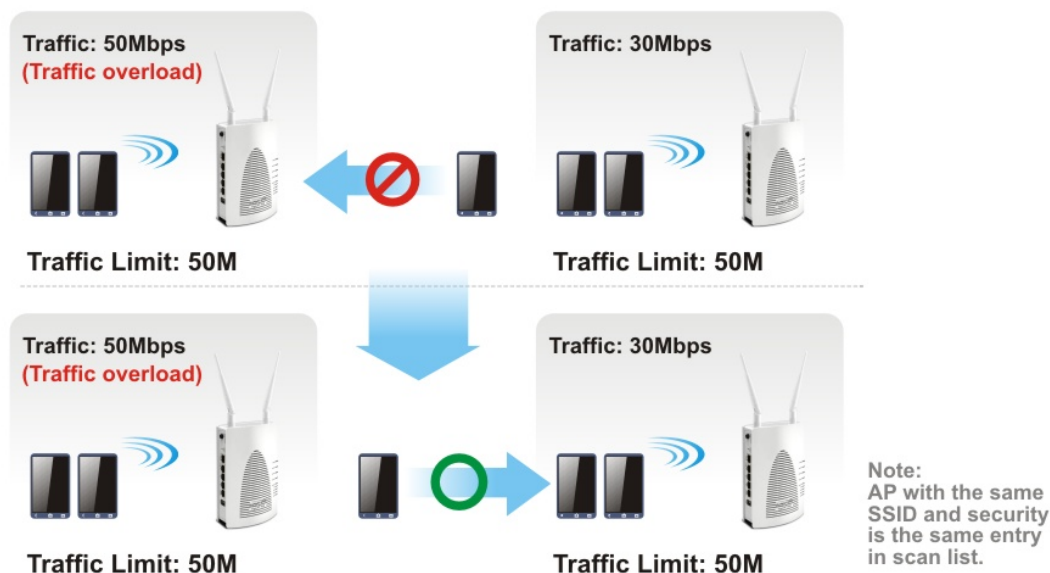 Traffic: 50Mbps
(Traffic overload)
Traffic: 30Mbps
Traffic Limit: 50M
Traffic Limit: 50M
Traffic: 50Mbps
(Traffic overload)
Traffic: 30Mbps
Traffic Limit: 50M
Traffic Limit: 50M
Note:
AP with the same
SSID and security
is the same entry
in scan list.